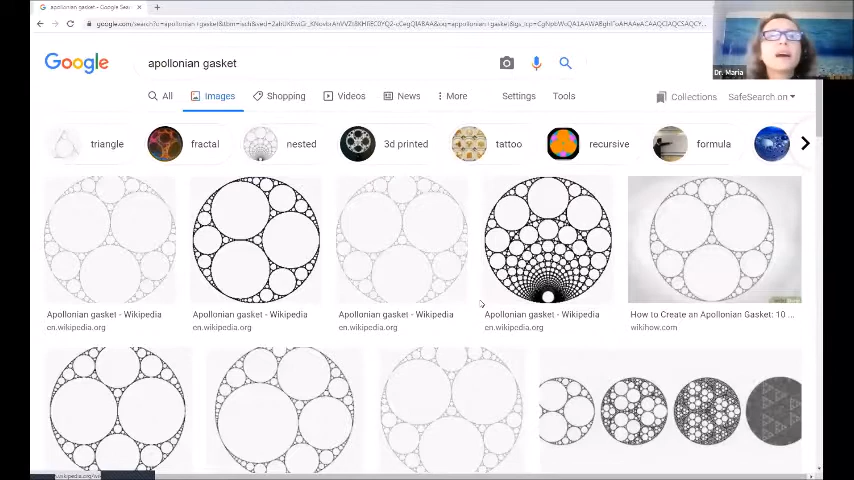 apollonian gasket - Google Sear
Google
apollonian gasket
Dr. Maria
All
Images
Shopping
Videos
News
More
Settings
Tools
Collections
SafeSearch on
triangle
fractal
nested
3d printed
tattoo
recursive
formula
Apollonian gasket - Wikipedia
en.wikipedia.org
Apollonian gasket - Wikipedia
en.wikipedia.org
Apollonian gasket - Wikipedia
en.wikipedia.org
Apollonian gasket - Wikipedia
en.wikipedia.org
How to Create an Apollonian Gasket: 10 ...
wikihow.com